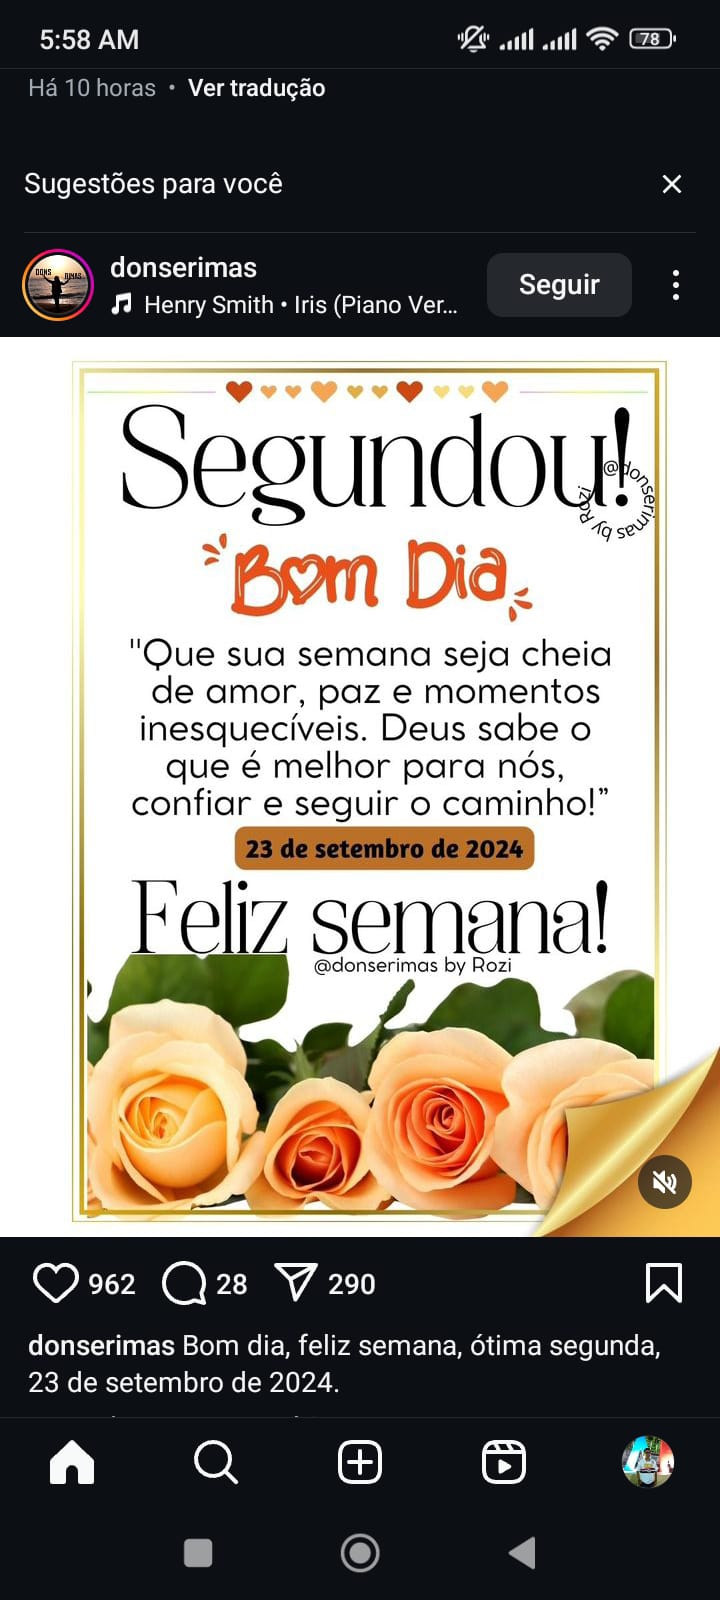 5:58 AM
78
Há 10 horas • Ver tradução
Sugestões para você
donserimas
Seguir
Henry Smith • Iris (Piano Ver...
DONS RIMAS
Segundou!
@donserimas by Rozi
Bom Dia
"Que sua semana seja cheia
de amor, paz e momentos
inesquecíveis. Deus sabe o
que é melhor para nós,
confiar e seguir o caminho!”
23 de setembro de 2024
Feliz semana!
@donserimas by Rozi
962 28 290
donserimas Bom dia, feliz semana, ótima segunda,
23 de setembro de 2024.